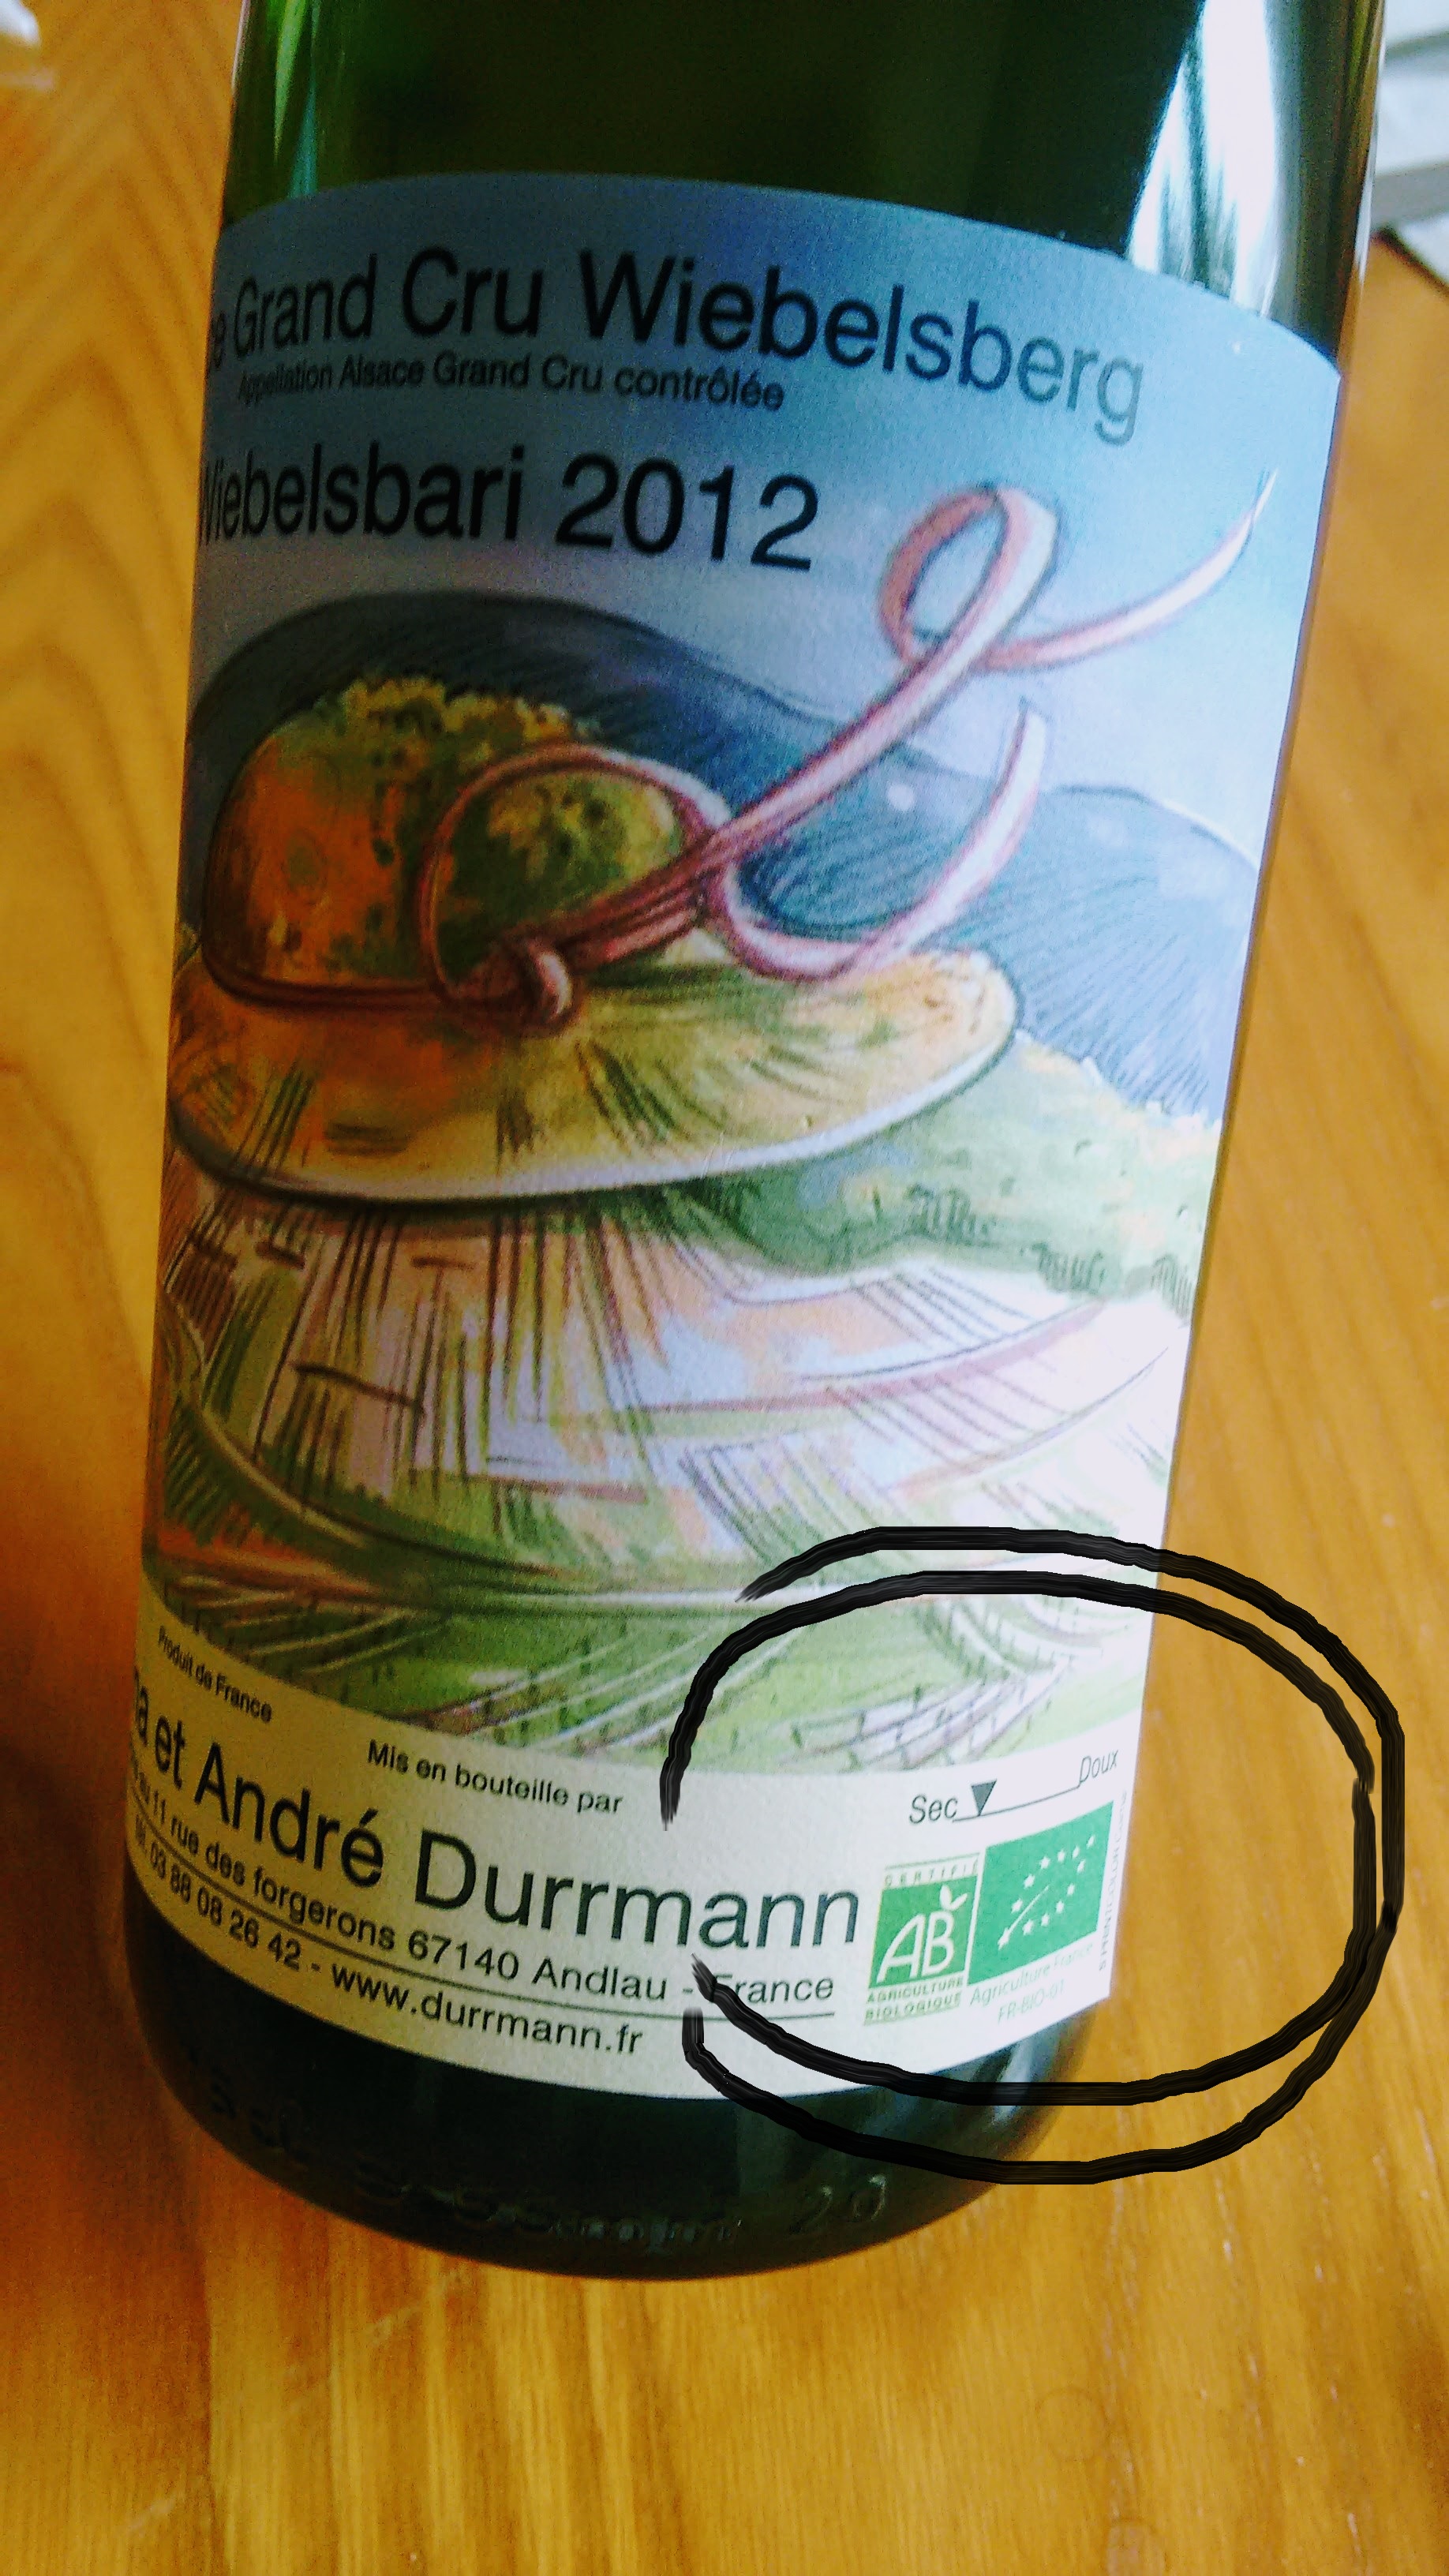 Grand Cru Wiebelsberg
Appellation Alsace Grand Cru contrôlée
Wiebelsbari 2012
Produit de France
Mis en bouteille par
et André Durrmann
11 rue des forgerons 67140 Andlau - France
tél. 03 88 08 26 42 - www.durrmann.fr
Sec Doux
CERTIFIÉ
AB
AGRICULTURE
BIOLOGIQUE
Agriculture France
FR-BIO-01